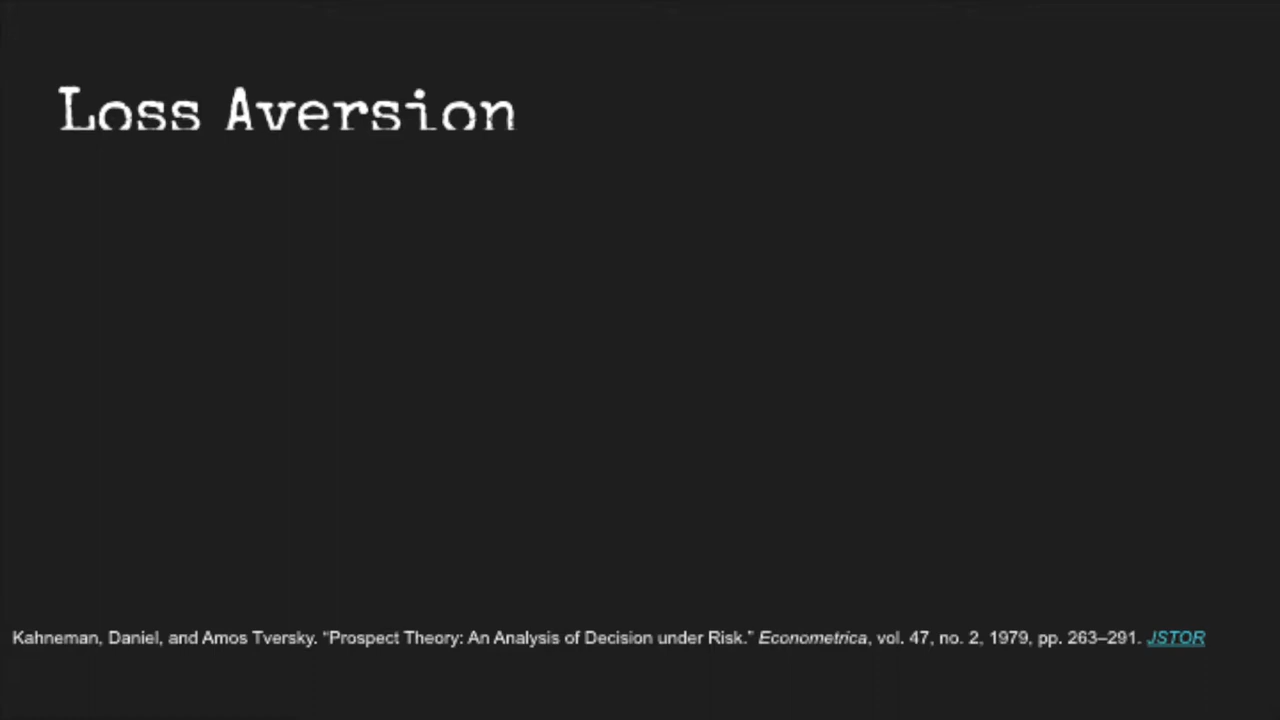 Loss Aversion
Kahneman, Daniel, and Amos Tversky. “Prospect Theory: An Analysis of Decision under Risk.” Econometrica, vol. 47, no. 2, 1979, pp. 263–291. JSTOR